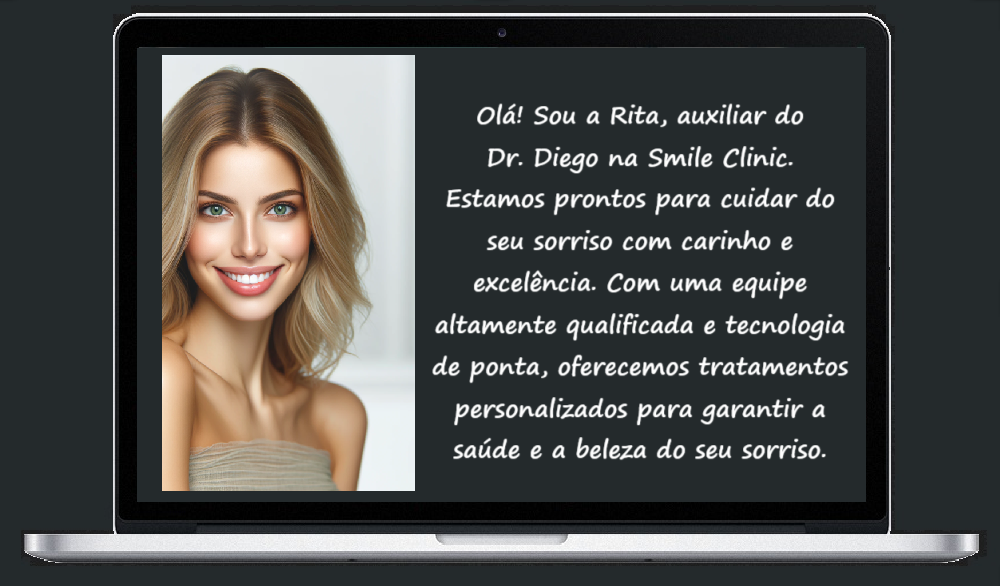 Olá! Sou a Rita, auxiliar do
Dr. Diego na Smile Clinic.
Estamos prontos para cuidar do
seu sorriso com carinho e
excelência. Com uma equipe
altamente qualificada e tecnologia
de ponta, oferecemos tratamentos
personalizados para garantir a
saúde e a beleza do seu sorriso.